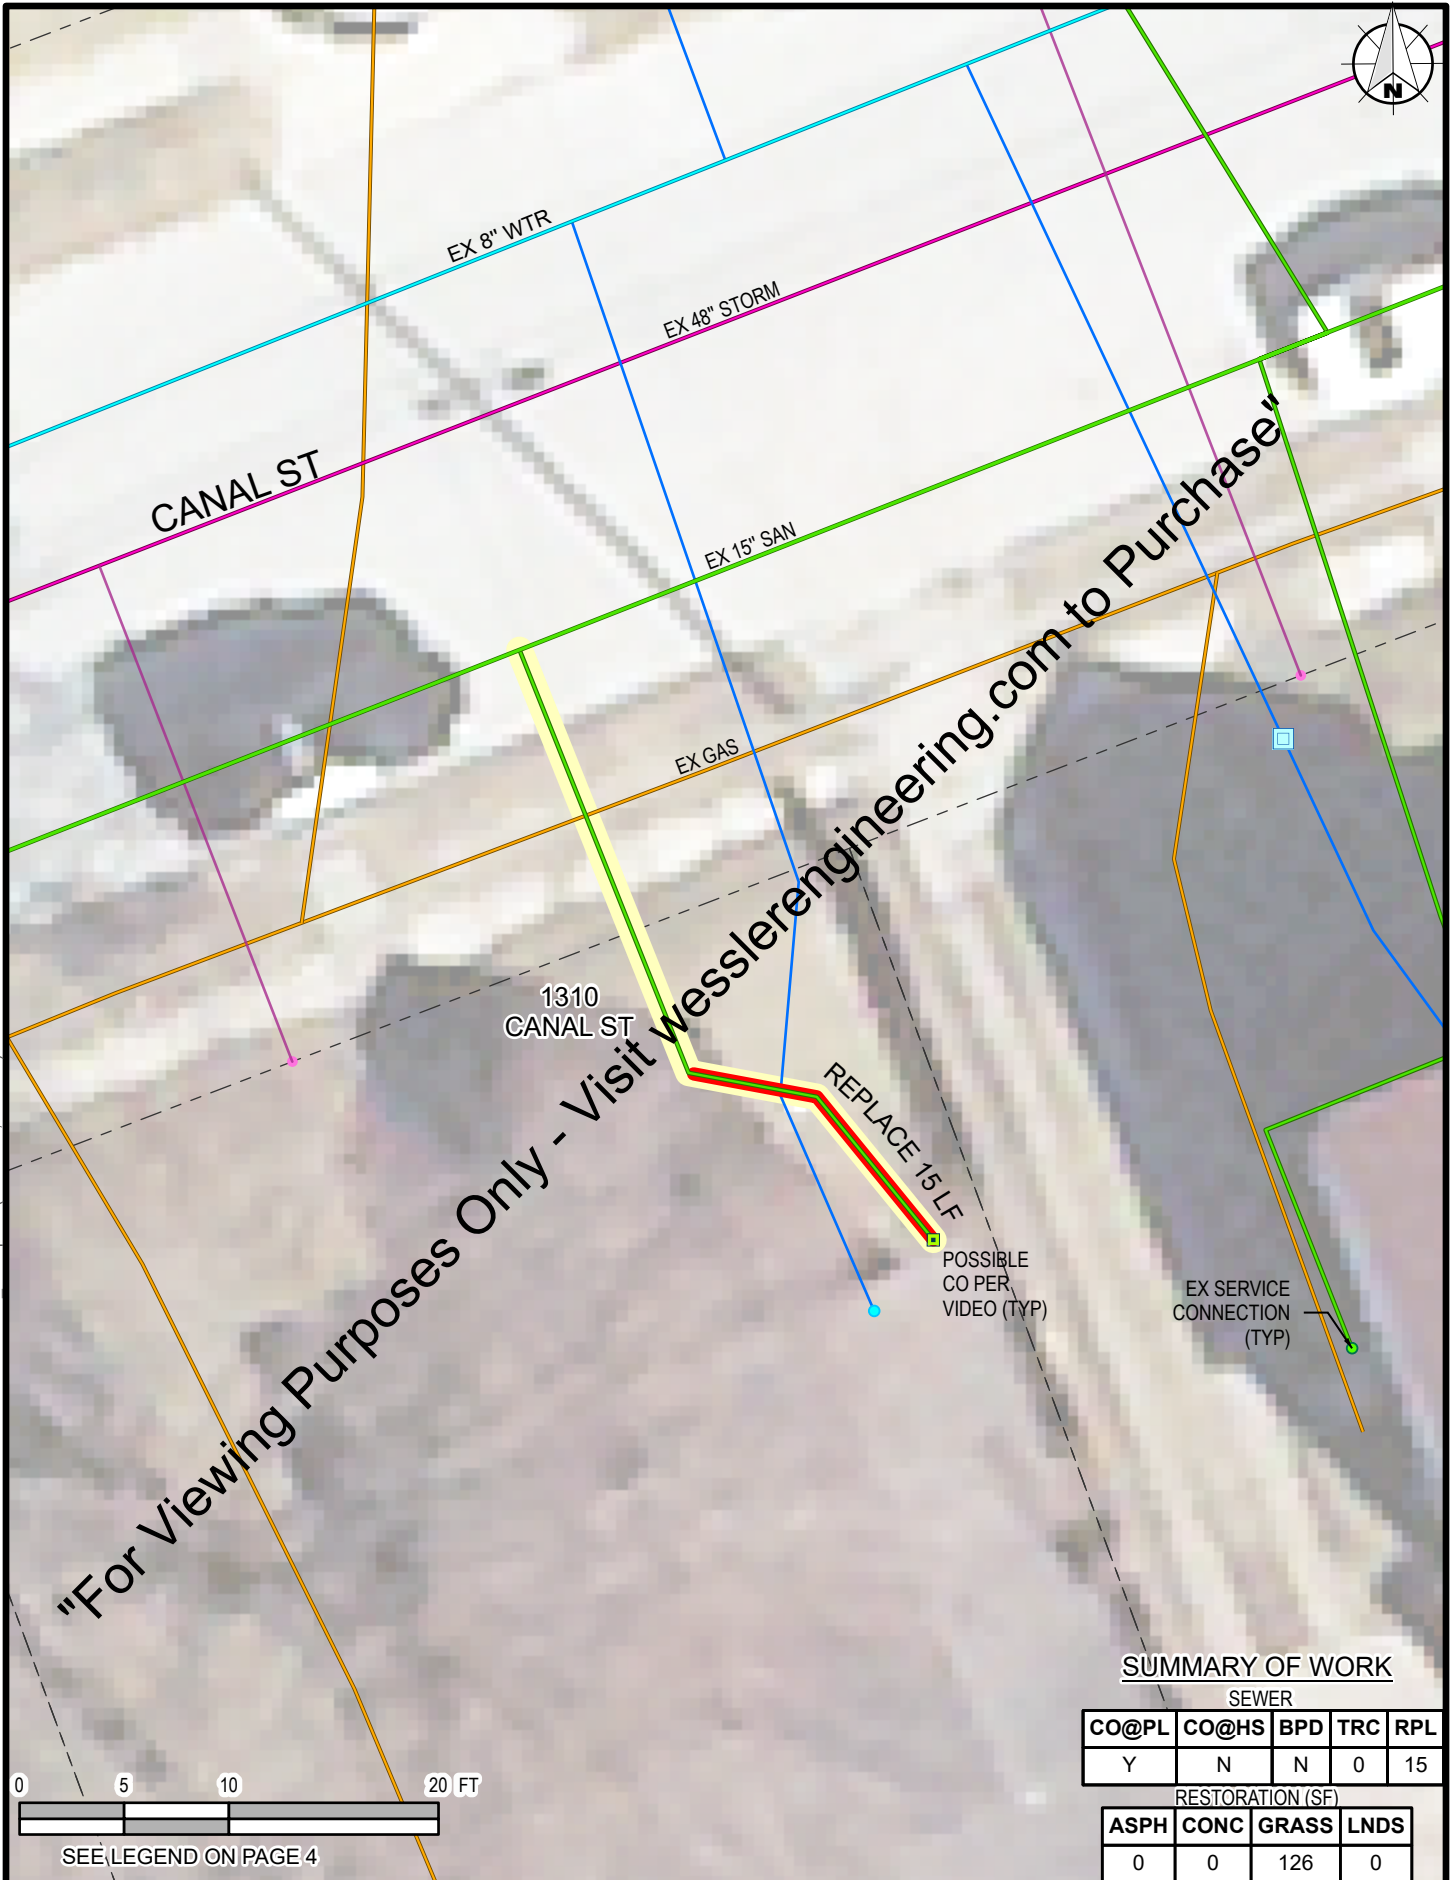 N
EX 8" WTR
EX 48" STORM
CANAL ST
EX 15" SAN
EX GAS
1310
CANAL ST
"For Viewing Purposes Only - Visit wesslerengineering.com to Purchase"
REPLACE 15 LF
POSSIBLE
CO PER
VIDEO (TYP)
EX SERVICE
CONNECTION
(TYP)
SUMMARY OF WORK
SEWER
CO@PL CO@HS BPD TRC RPL
Y N N 0 15
RESTORATION (SF)
ASPH CONC GRASS LNDS
0 0 126 0
0 5 10 20 FT
SEE LEGEND ON PAGE 4